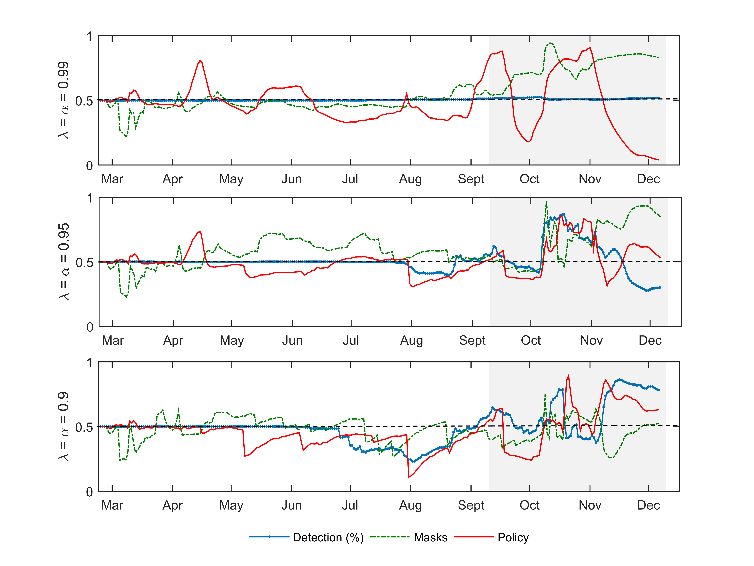 1
0.5
0
λ = α = 0.99
Mar Apr May Jun Jul Aug Sept Oct Nov Dec
1
0.5
0
λ = α = 0.95
Mar Apr May Jun Jul Aug Sept Oct Nov Dec
1
0.5
0
λ = α = 0.9
Mar Apr May Jun Jul Aug Sept Oct Nov Dec
Detection (%) Masks Policy